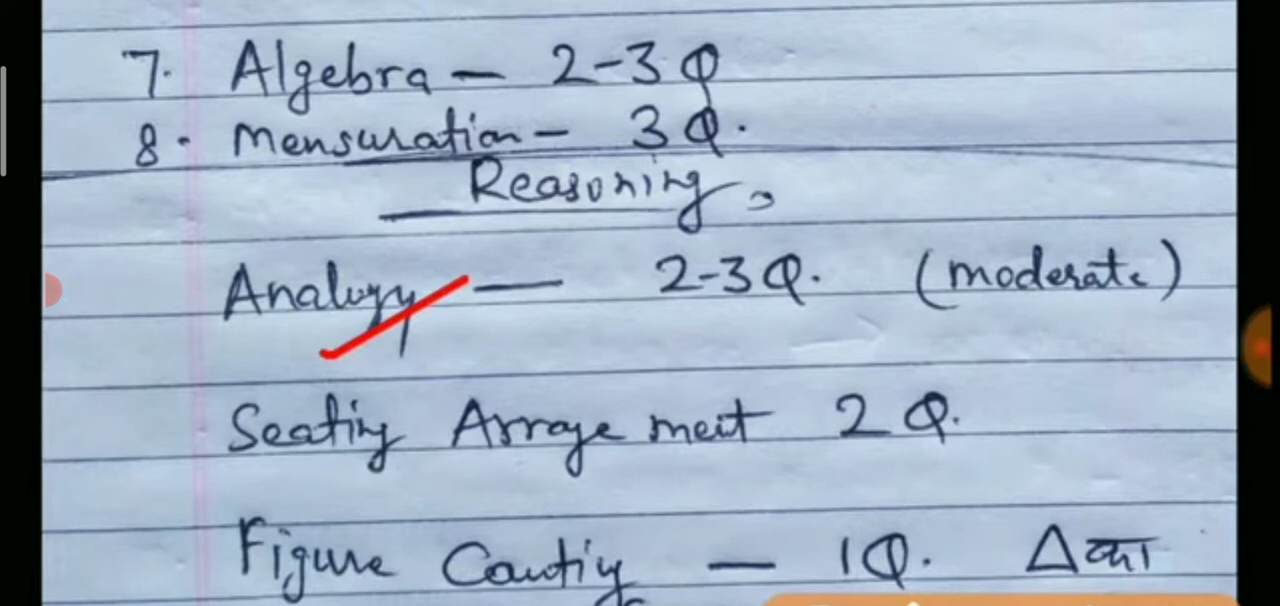 7. Algebra — 2-3 Q
8. Mensuration — 3 Q.
Reasoning
Analogy — 2-3 Q. (moderate)
Seating Arrangement 2 Q.
Figure Counting — 1 Q. Δ का